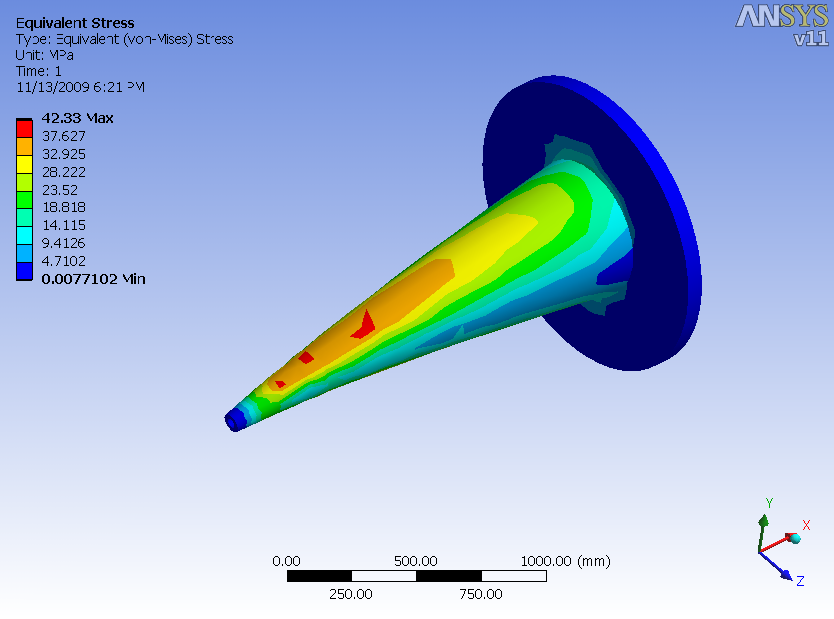 Equivalent Stress
Type: Equivalent (von-Mises) Stress
Unit: MPa
Time: 1
11/13/2009 6:21 PM
ANSYS
v11
42.33 Max
37.627
32.925
28.222
23.52
18.818
14.115
9.4126
4.7102
0.0077102 Min
Y
X
Z
0.00 500.00 1000.00 (mm)
250.00 750.00